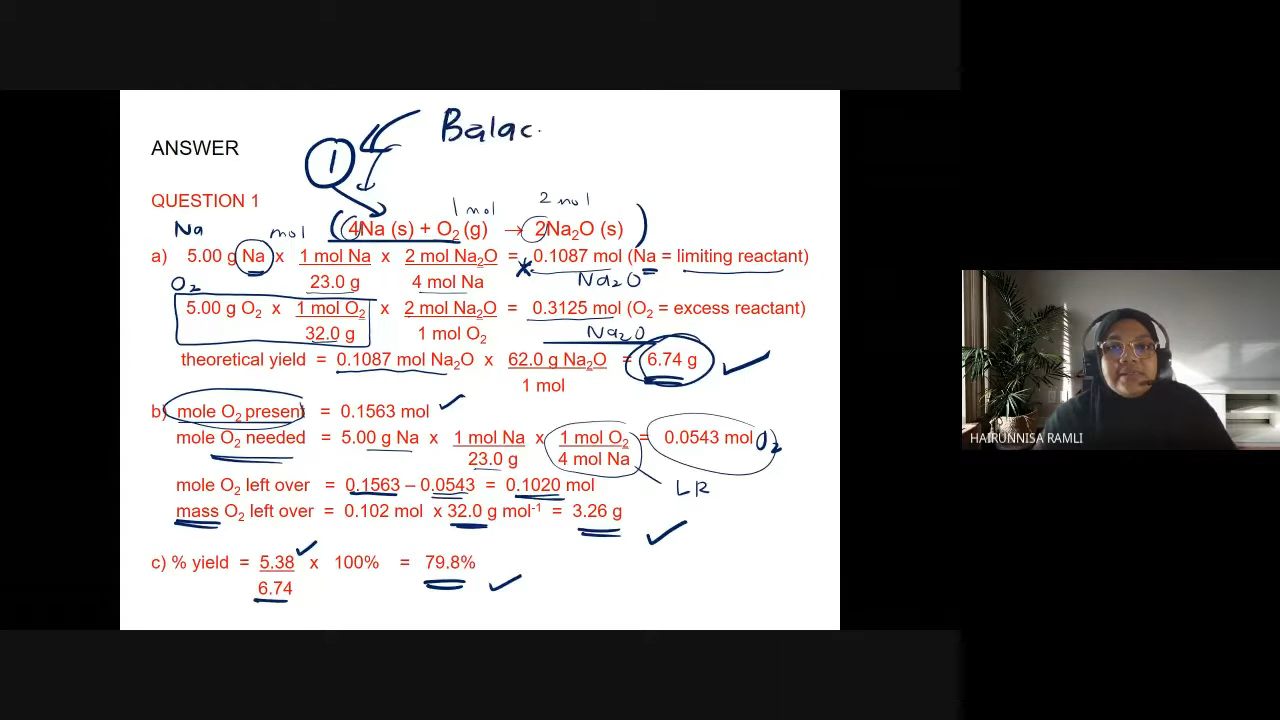 Balac
ANSWER
1
QUESTION 1
1 mol 2 mol
Na mol
4Na (s) + O₂ (g) → 2Na₂O (s)
a) 5.00 g Na x 1 mol Na x 2 mol Na₂O = 0.1087 mol (Na = limiting reactant)
23.0 g 4 mol Na Na₂O
O₂
5.00 g O₂ x 1 mol O₂ x 2 mol Na₂O = 0.3125 mol (O₂ = excess reactant)
32.0 g 1 mol O₂ Na₂O
theoretical yield = 0.1087 mol Na₂O x 62.0 g Na₂O = 6.74 g
1 mol
b) mole O₂ present = 0.1563 mol
mole O₂ needed = 5.00 g Na x 1 mol Na x 1 mol O₂ = 0.0543 mol O₂
23.0 g 4 mol Na
mole O₂ left over = 0.1563 – 0.0543 = 0.1020 mol LR
mass O₂ left over = 0.102 mol x 32.0 g mol⁻¹ = 3.26 g
c) % yield = 5.38 x 100% = 79.8%
6.74
HAIRUNNISA RAMLI